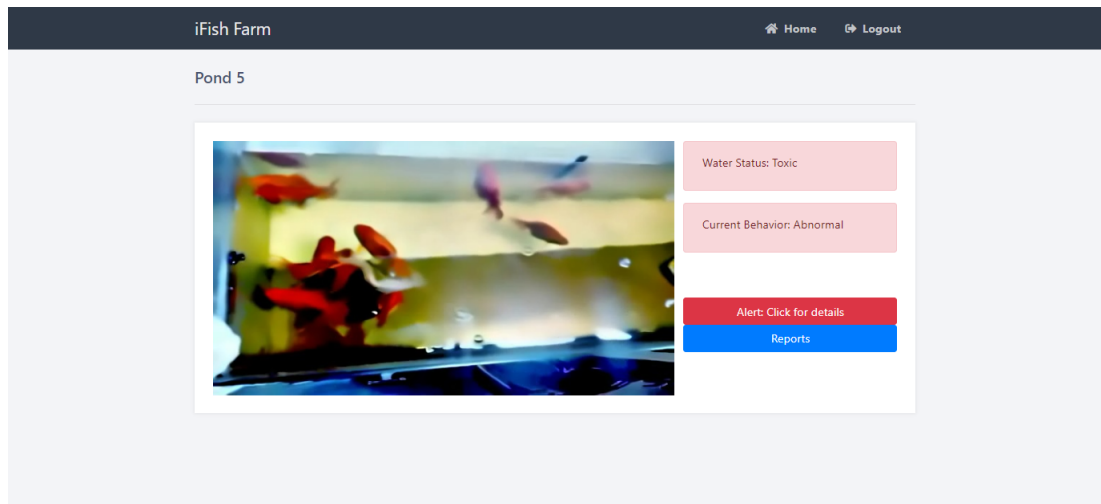 iFish Farm
Home
Logout
Pond 5
Water Status: Toxic
Current Behavior: Abnormal
Alert: Click for details
Reports